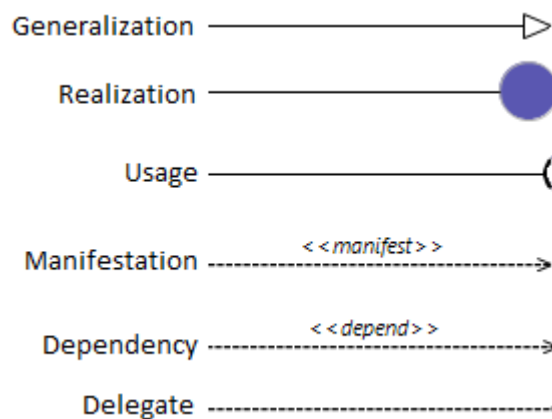 Generalization
Realization
Usage
Manifestation <<manifest>>
Dependency <<depend>>
Delegate